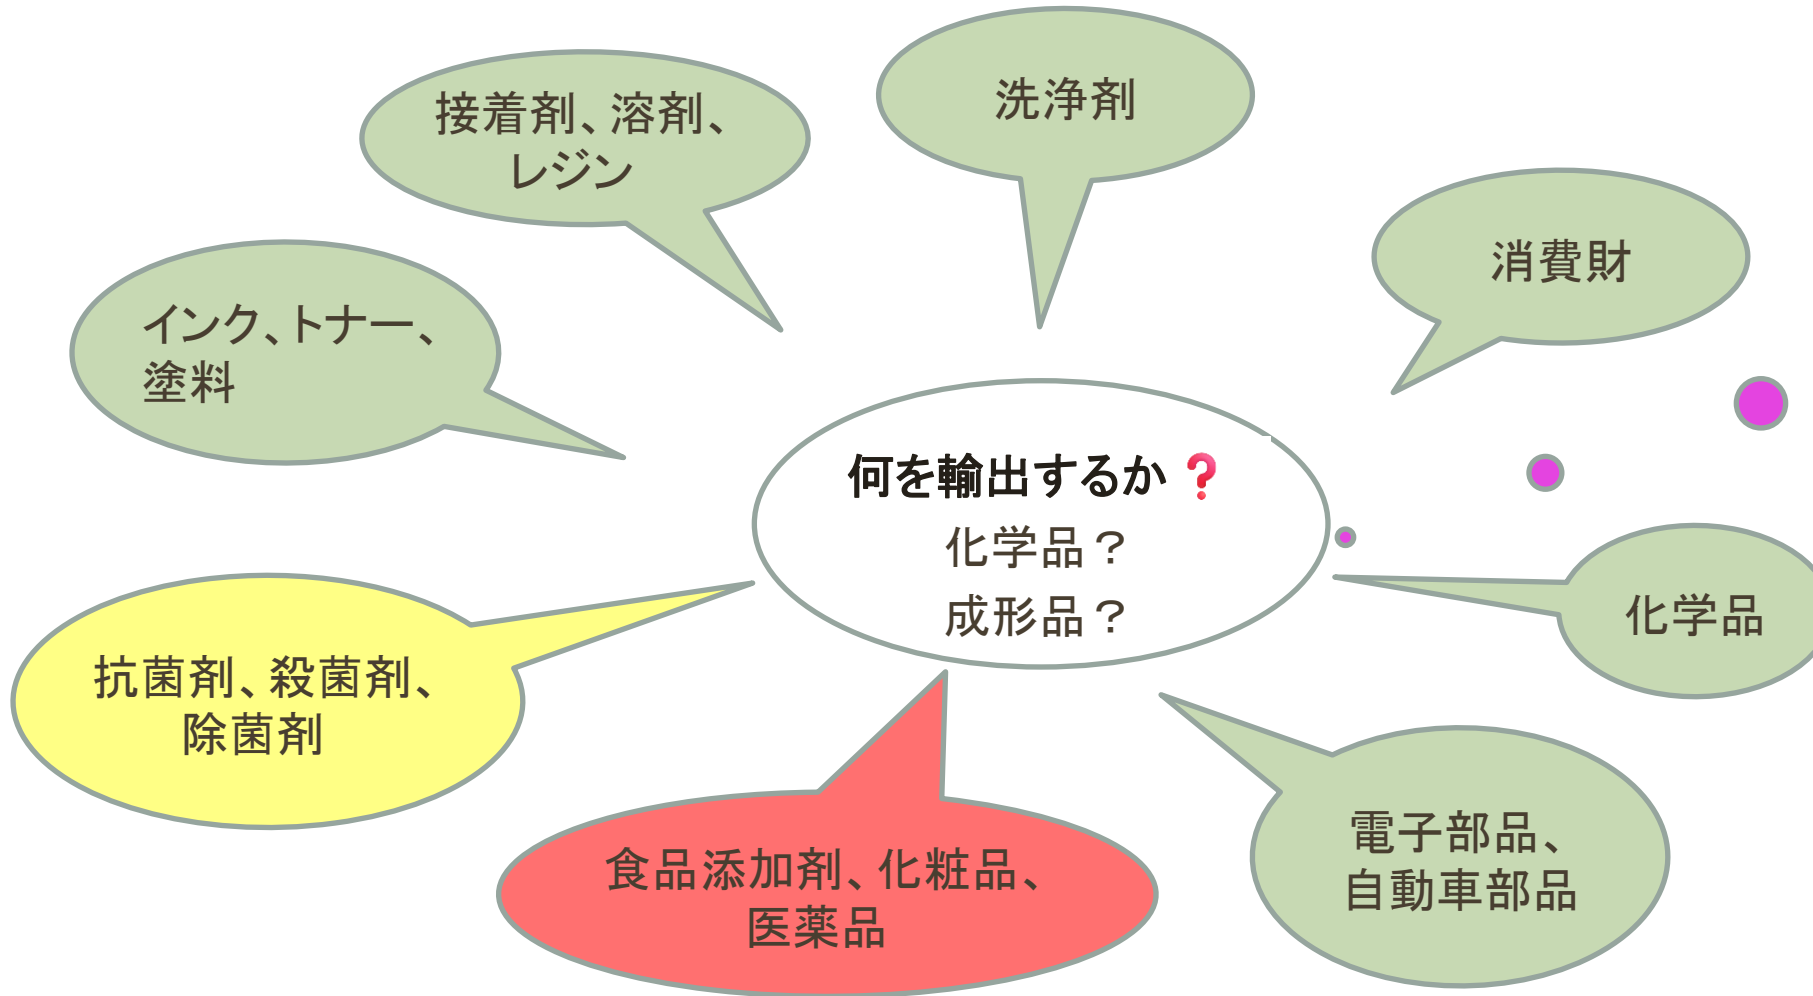 洗浄剤
接着剤、溶剤、
レジン
消費財
インク、トナー、
塗料
何を輸出するか❓
化学品？
成形品？
化学品
抗菌剤、殺菌剤、
除菌剤
電子部品、
自動車部品
食品添加剤、化粧品、
医薬品